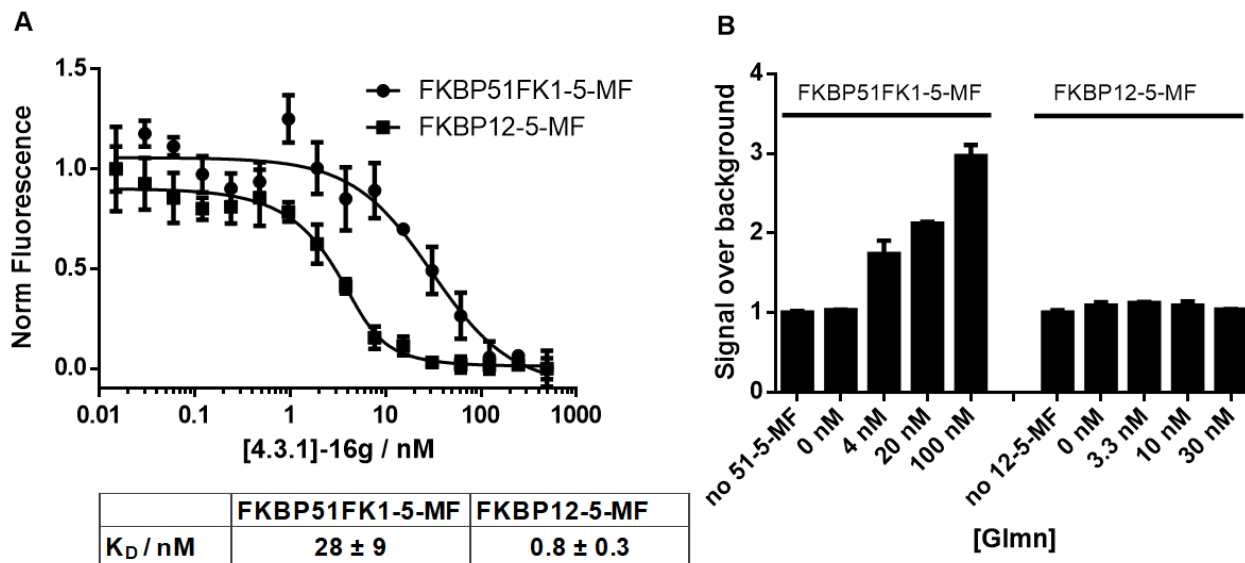 A
Norm Fluorescence
1.5
1.0
0.5
0.0
FKBP51FK1-5-MF
FKBP12-5-MF
0.01 0.1 1 10 100 1000
[4.3.1]-16g / nM
FKBP51FK1-5-MF FKBP12-5-MF
K_D / nM 28 ± 9 0.8 ± 0.3
B
Signal over background
4
3
2
1
0
FKBP51FK1-5-MF FKBP12-5-MF
no 51-5-MF 0 nM 4 nM 20 nM 100 nM no 12-5-MF 0 nM 3.3 nM 10 nM 30 nM
[Glmn]